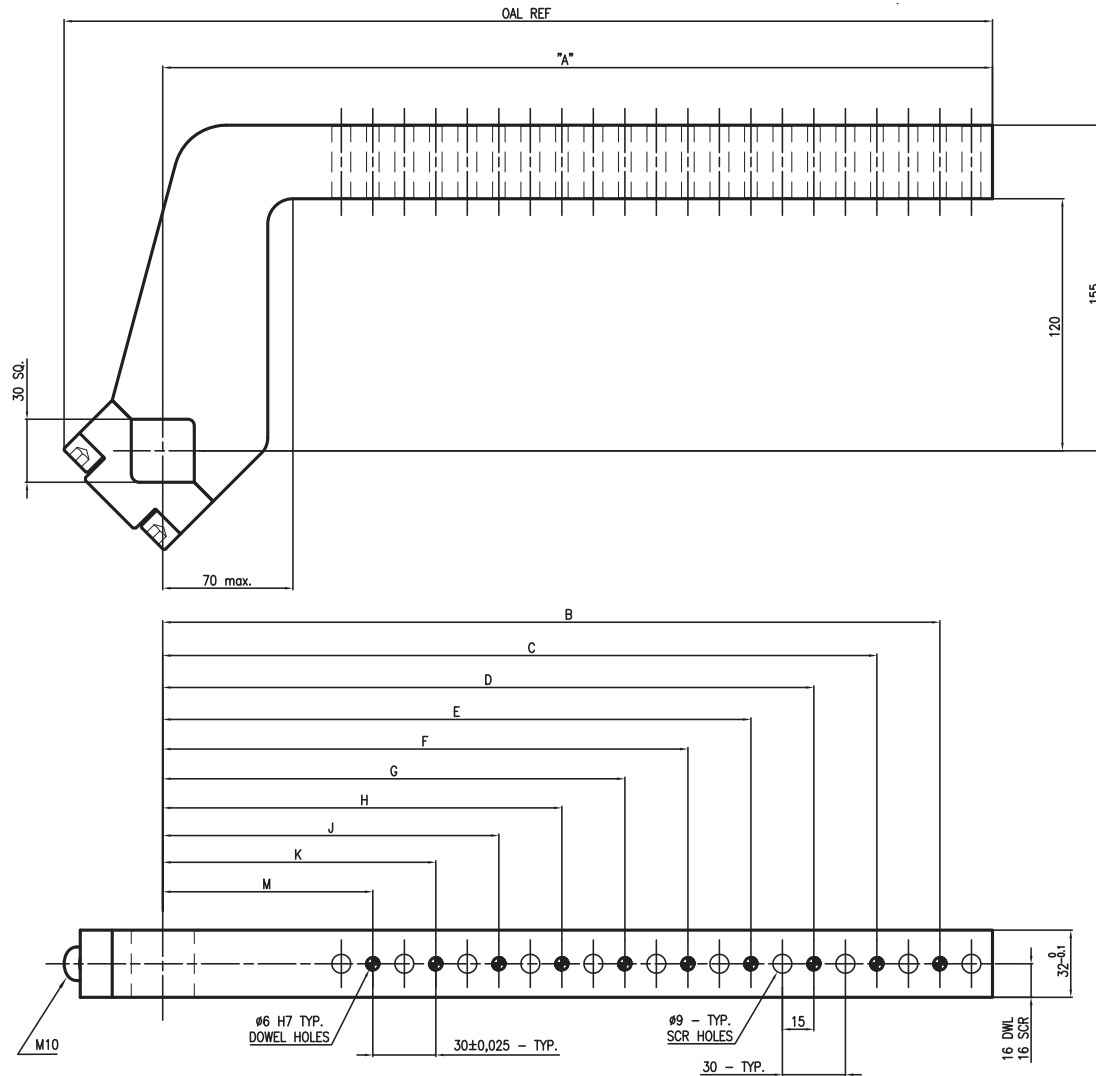 OAL REF
"A"
155
120
30 SQ.
70 max.
B
C
D
E
F
G
H
J
K
M
0
32-0.1
M10
ø6 H7 TYP.
DOWEL HOLES
30±0,025 - TYP.
ø9 - TYP.
SCR HOLES
15
30 - TYP.
16 DWL
16 SCR